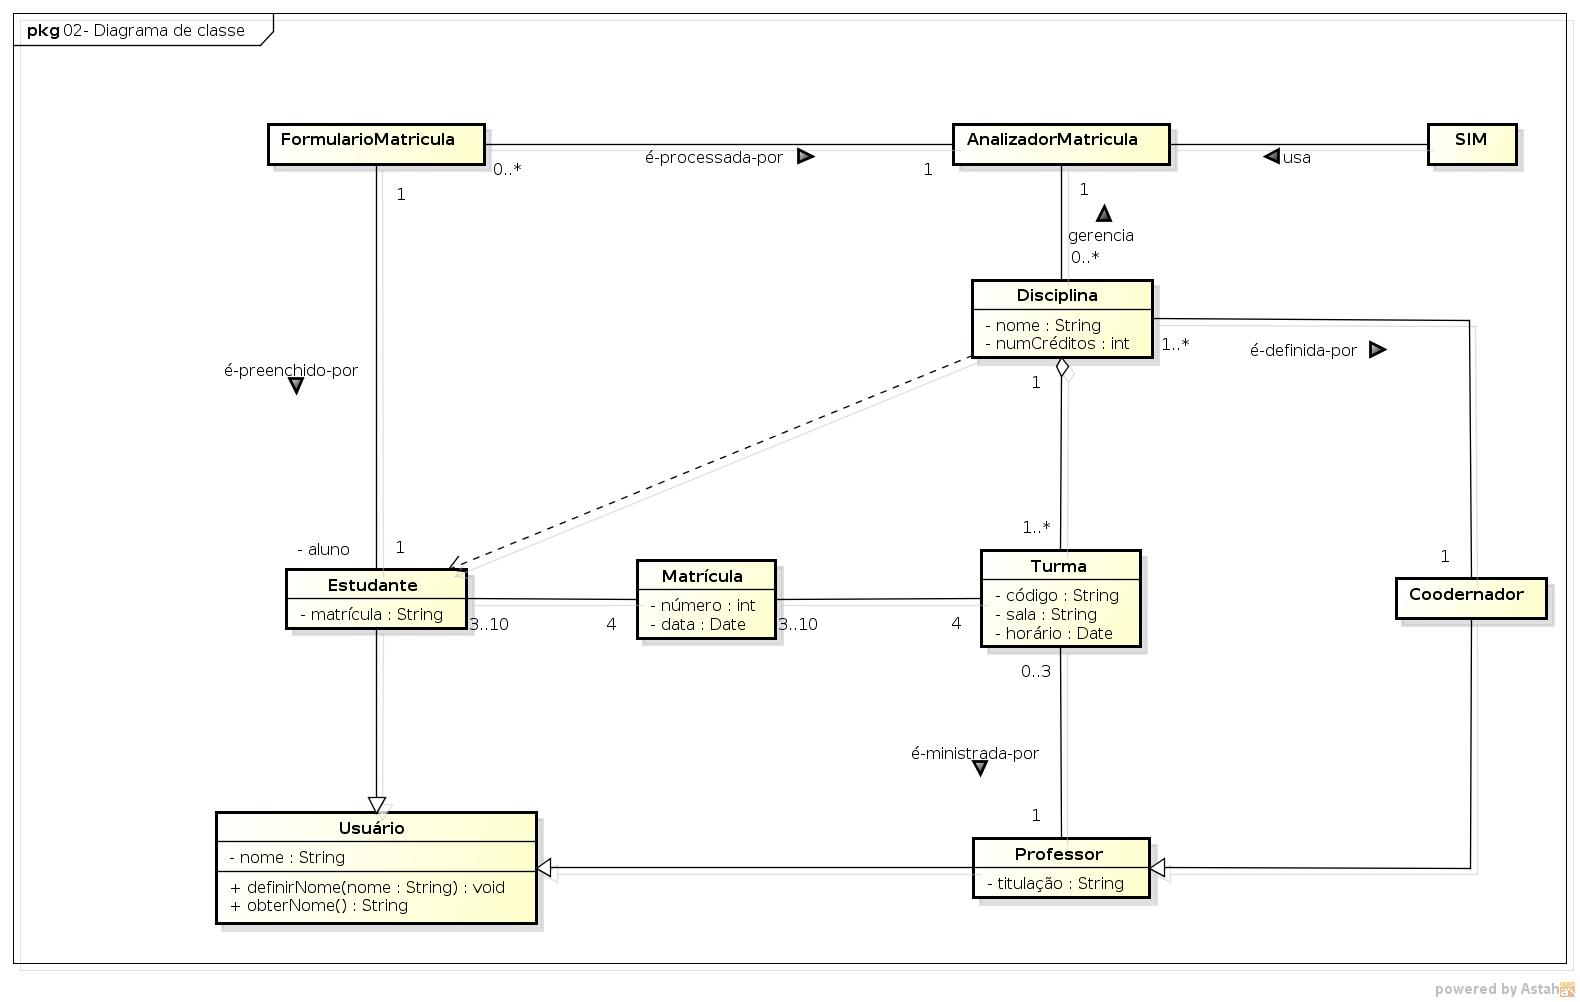 pkg 02- Diagrama de classe
FormularioMatricula
AnalizadorMatricula
SIM
é-processada-por
usa
0..*
1
1
1
gerencia
0..*
Disciplina
- nome : String
- numCréditos : int
1..*
é-definida-por
é-preenchido-por
1
1..*
- aluno
1
1
Estudante
- matrícula : String
Matrícula
- número : int
- data : Date
Turma
- código : String
- sala : String
- horário : Date
Coodernador
3..10
4
3..10
4
0..3
é-ministrada-por
1
Usuário
- nome : String
+ definirNome(nome : String) : void
+ obterNome() : String
Professor
- titulação : String
powered by Astah